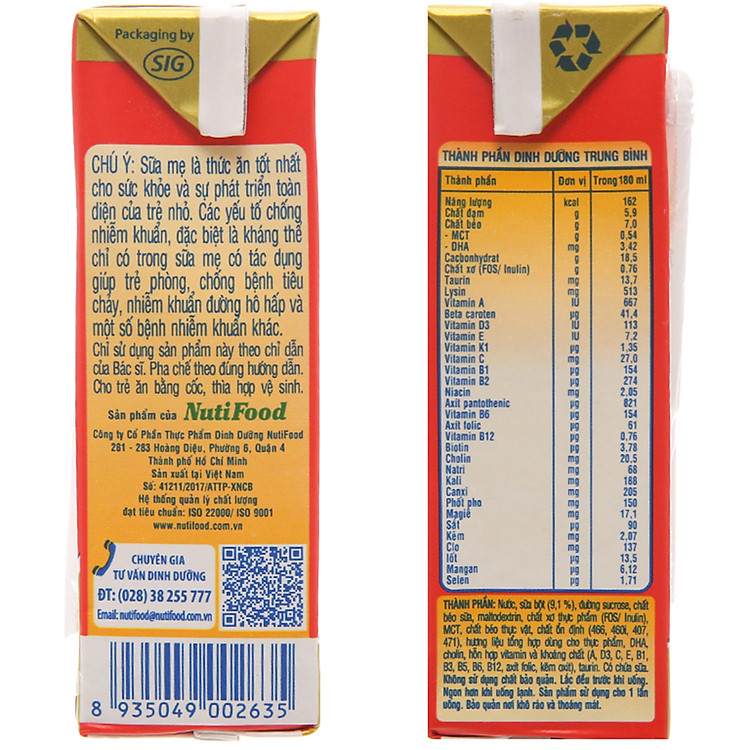 Packaging by
SIG
CHÚ Ý: Sữa mẹ là thức ăn tốt nhất
cho sức khỏe và sự phát triển toàn
diện của trẻ nhỏ. Các yếu tố chống
nhiễm khuẩn, đặc biệt là kháng thể
chỉ có trong sữa mẹ có tác dụng
giúp trẻ phòng, chống bệnh tiêu
chảy, nhiễm khuẩn đường hô hấp và
một số bệnh nhiễm khuẩn khác.
Chỉ sử dụng sản phẩm này theo chỉ dẫn
của Bác sĩ. Pha chế theo đúng hướng dẫn.
Cho trẻ ăn bằng cốc, thìa hợp vệ sinh.
Sản phẩm của NutiFood
Công ty Cổ Phần Thực Phẩm Dinh Dưỡng NutiFood
281 - 283 Hoàng Diệu, Phường 6, Quận 4
Thành phố Hồ Chí Minh
Sản xuất tại Việt Nam
Số: 41211/2017/ATTP-XNCB
Hệ thống quản lý chất lượng
đạt tiêu chuẩn: ISO 22000/ ISO 9001
www.nutifood.com.vn
CHUYÊN GIA
TƯ VẤN DINH DƯỠNG
ĐT: (028) 38 255 777
Email: nutifood@nutifood.com.vn
8 935049 002635
THÀNH PHẦN DINH DƯỠNG TRUNG BÌNH
Thành phần Đơn vị Trong 180 ml
Năng lượng kcal 162
Chất đạm g 5,9
Chất béo g 7,0
- MCT g 0,54
- DHA mg 3,42
Cacbonhydrat g 18,5
Chất xơ (FOS/ Inulin) g 0,76
Taurin mg 13,7
Lysin mg 513
Vitamin A IU 667
Beta caroten µg 41,4
Vitamin D3 IU 113
Vitamin E IU 7,2
Vitamin K1 µg 1,35
Vitamin C mg 27,0
Vitamin B1 µg 154
Vitamin B2 µg 274
Niacin mg 2,05
Axit pantothenic µg 821
Vitamin B6 µg 154
Axit folic µg 61
Vitamin B12 µg 0,76
Biotin µg 3,78
Cholin mg 20,5
Natri mg 68
Kali mg 188
Canxi mg 205
Phốt pho mg 150
Magiê mg 17,1
Sắt µg 90
Kẽm mg 2,07
Clo mg 137
Iốt µg 13,5
Mangan µg 6,12
Selen µg 1,71
THÀNH PHẦN: Nước, sữa bột (9,1 %), đường sucrose, chất
béo sữa, maltodextrin, chất xơ thực phẩm (FOS/ Inulin),
MCT, chất béo thực vật, chất ổn định (466, 460i, 407,
471), hương liệu tổng hợp dùng cho thực phẩm, DHA,
cholin, hỗn hợp vitamin và khoáng chất (A, D3, C, E, B1,
B3, B5, B6, B12, axit folic, kẽm oxit), taurin. Có chứa sữa.
Không sử dụng chất bảo quản. Lắc đều trước khi uống.
Ngon hơn khi uống lạnh. Sản phẩm sử dụng cho 1 lần
uống. Bảo quản nơi khô ráo và thoáng mát.